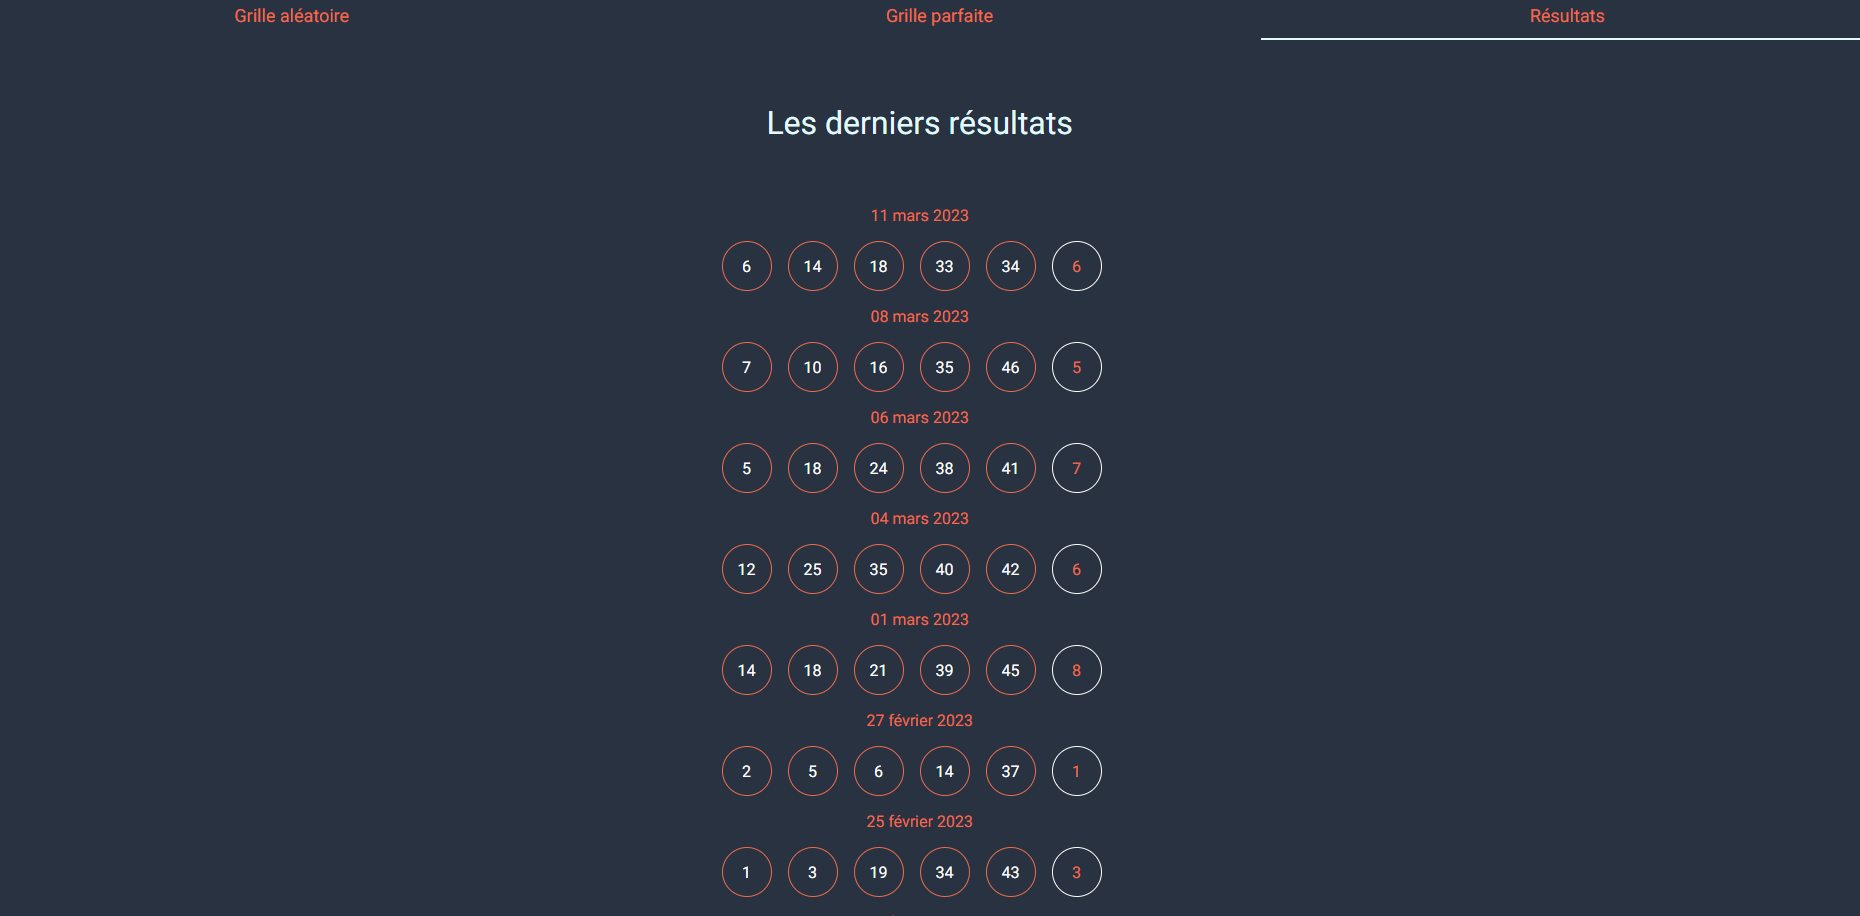 Grille aléatoire Grille parfaite Résultats
Les derniers résultats
11 mars 2023
6 14 18 33 34 6
08 mars 2023
7 10 16 35 46 5
06 mars 2023
5 18 24 38 41 7
04 mars 2023
12 25 35 40 42 6
01 mars 2023
14 18 21 39 45 8
27 février 2023
2 5 6 14 37 1
25 février 2023
1 3 19 34 43 3